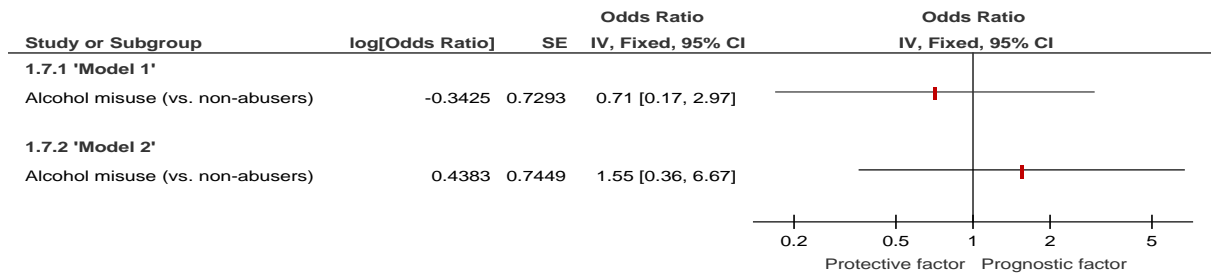 Odds Ratio Odds Ratio
Study or Subgroup log[Odds Ratio] SE IV, Fixed, 95% CI IV, Fixed, 95% CI
1.7.1 'Model 1'
Alcohol misuse (vs. non-abusers) -0.3425 0.7293 0.71 [0.17, 2.97]
1.7.2 'Model 2'
Alcohol misuse (vs. non-abusers) 0.4383 0.7449 1.55 [0.36, 6.67]
0.2 0.5 1 2 5
Protective factor Prognostic factor